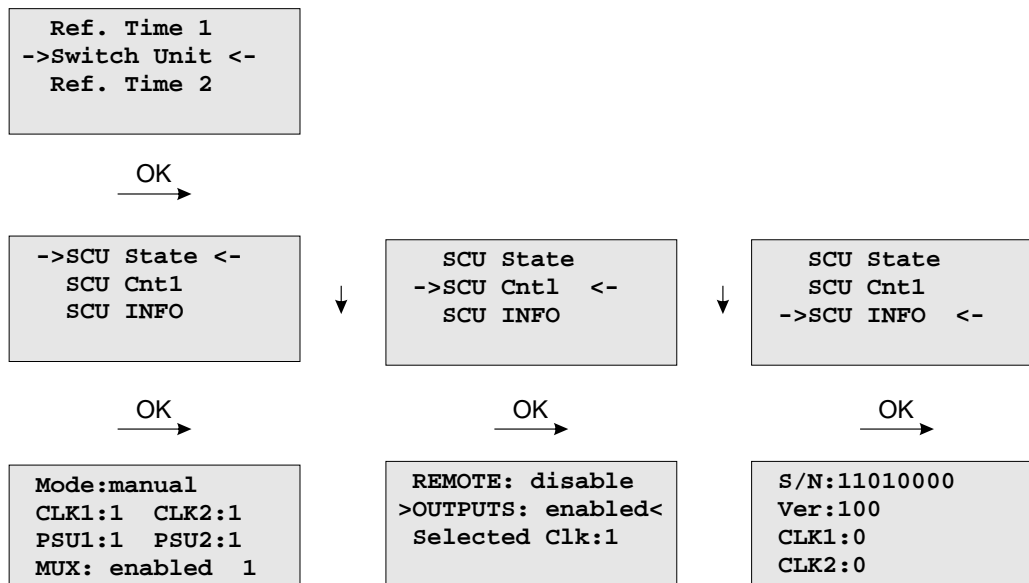 Ref. Time 1
->Switch Unit <-
Ref. Time 2
OK
->SCU State <-
SCU Cnt1
SCU INFO
SCU State
->SCU Cntl <-
SCU INFO
SCU State
SCU Cnt1
->SCU INFO <-
OK
OK
OK
Mode:manual
CLK1:1 CLK2:1
PSU1:1 PSU2:1
MUX: enabled 1
REMOTE: disable
>OUTPUTS: enabled<
Selected Clk:1
S/N:11010000
Ver:100
CLK1:0
CLK2:0